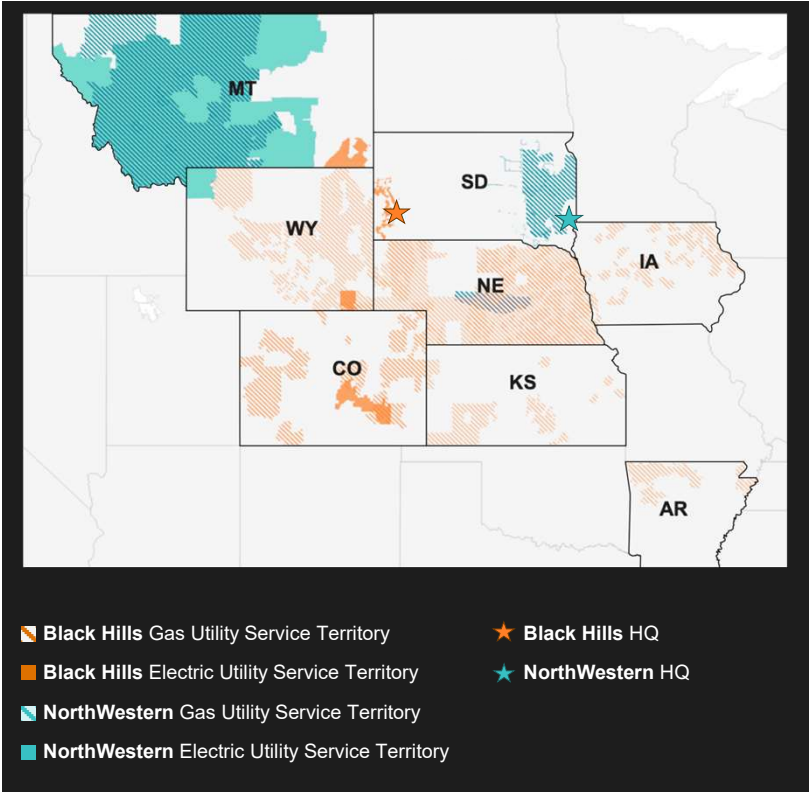 MT
SD
WY
IA
NE
CO
KS
AR
Black Hills Gas Utility Service Territory
Black Hills Electric Utility Service Territory
NorthWestern Gas Utility Service Territory
NorthWestern Electric Utility Service Territory
Black Hills HQ
NorthWestern HQ